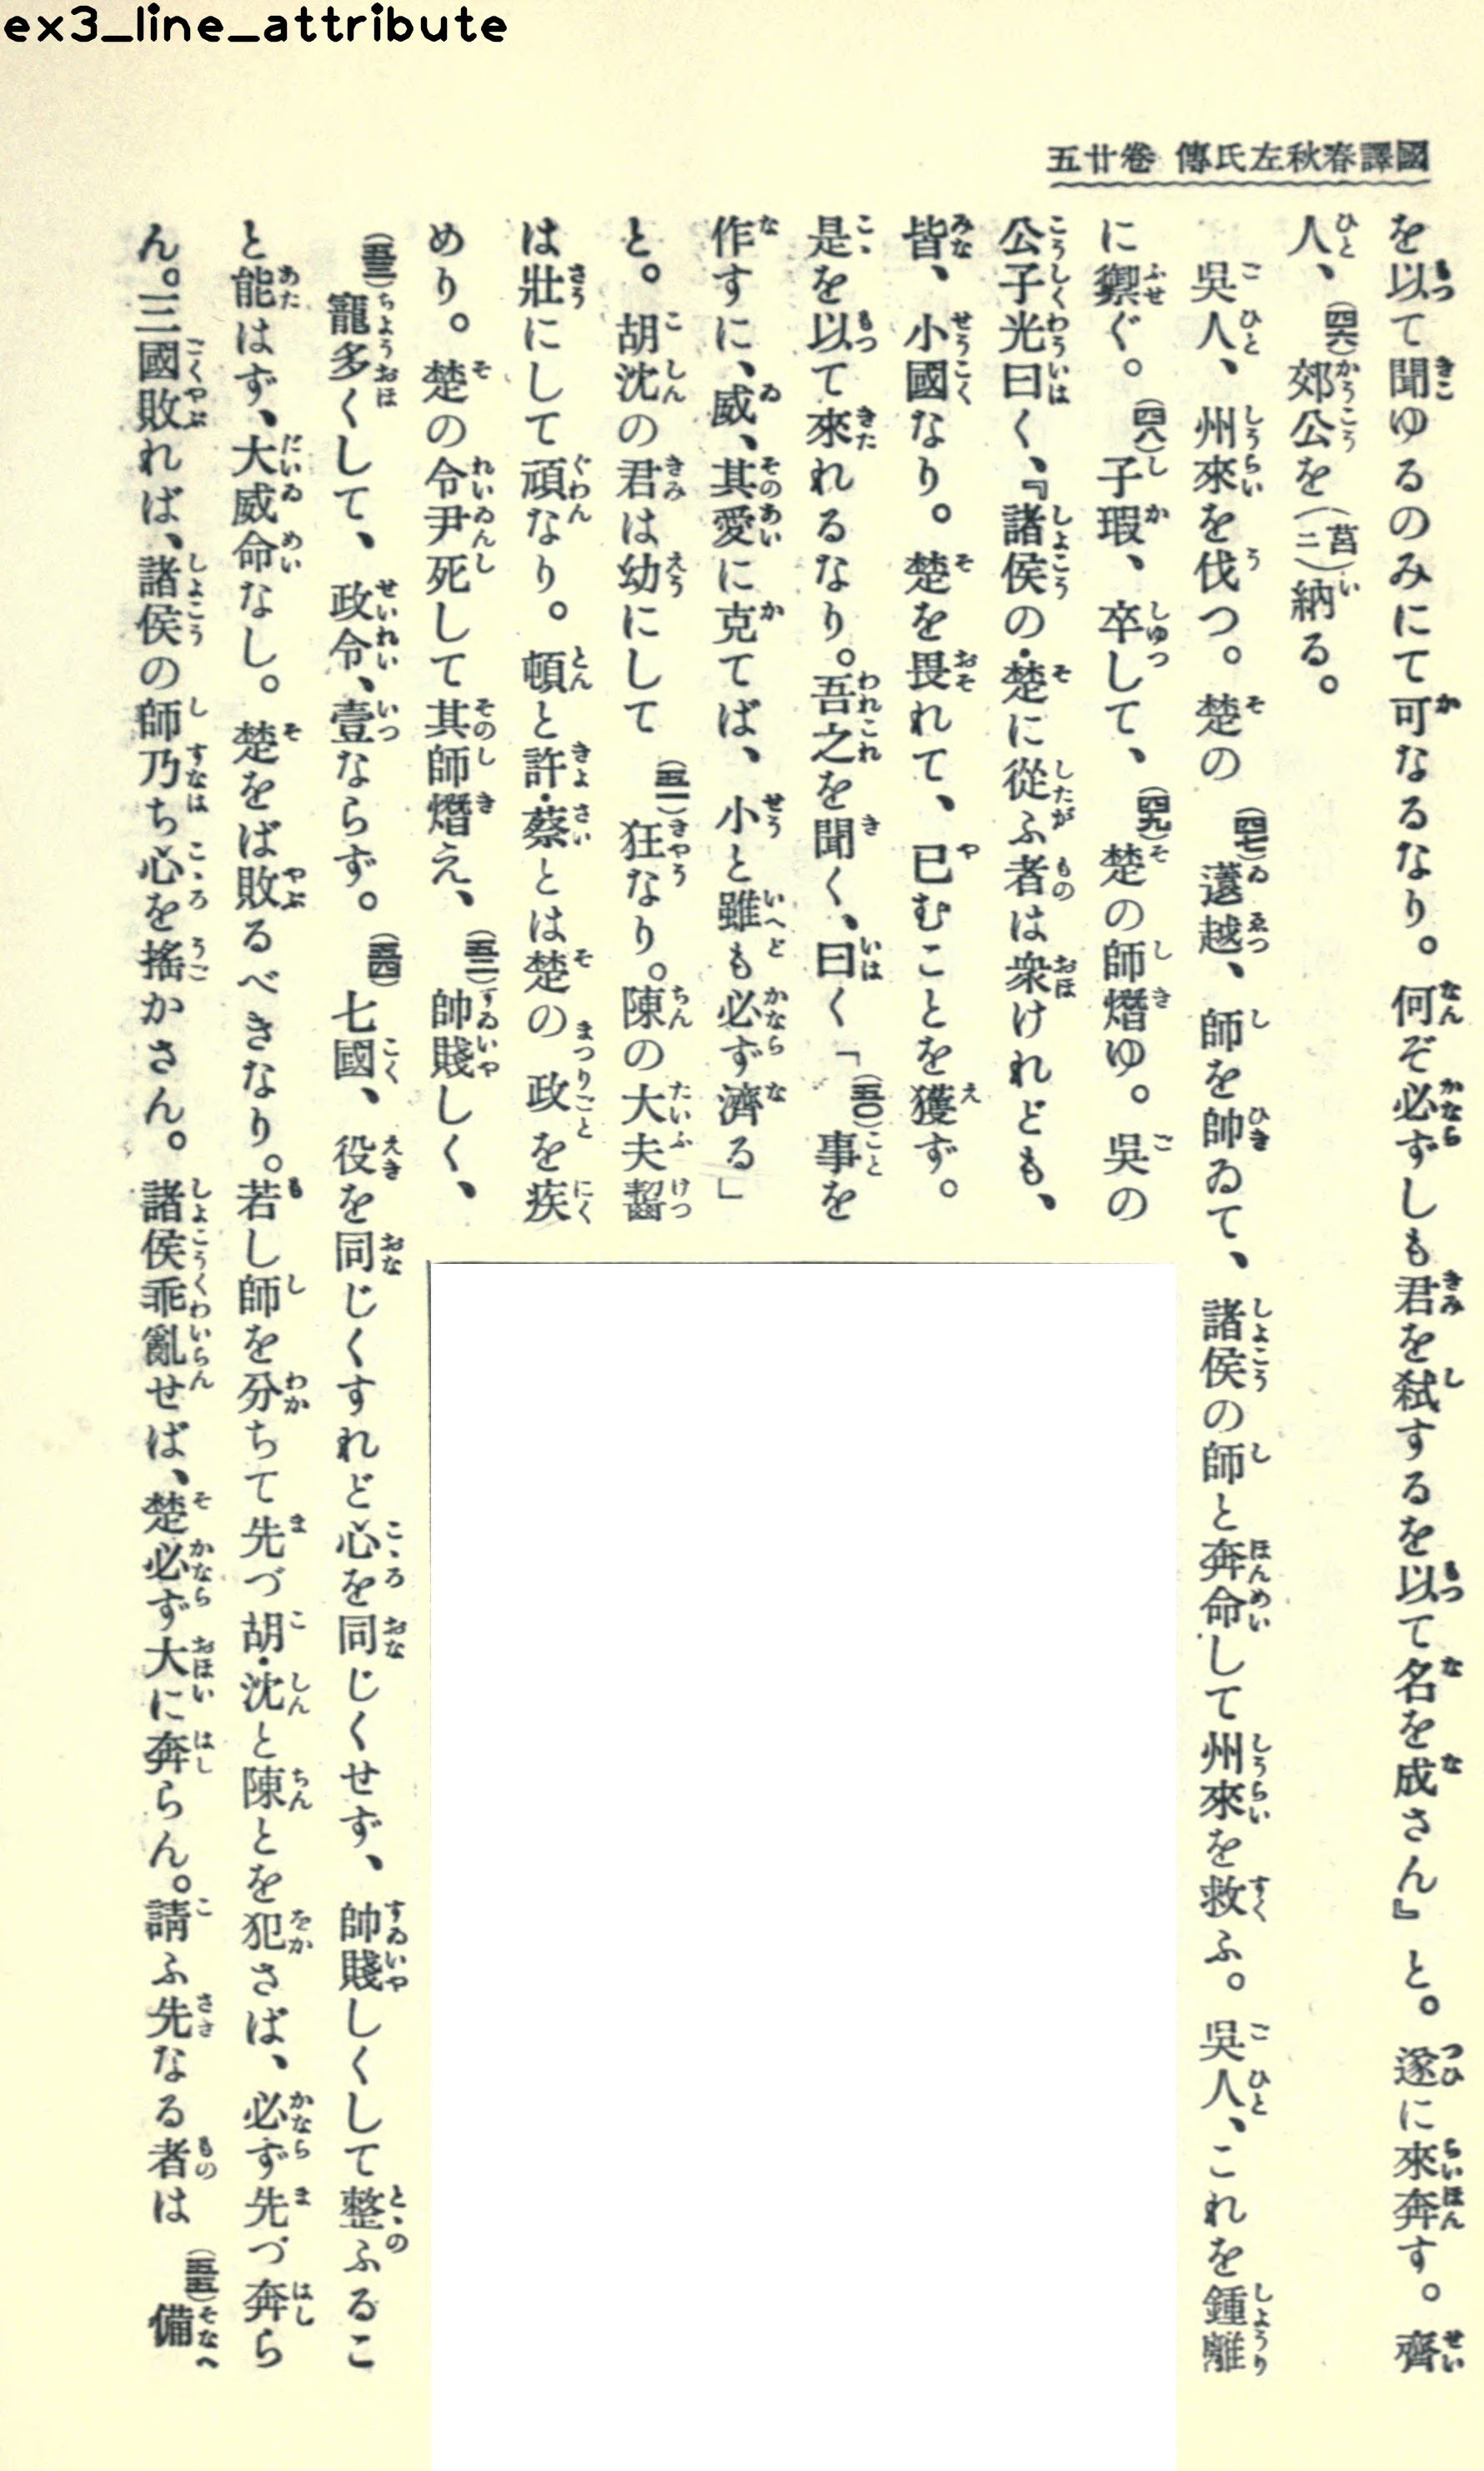 ex3_line_attribute
國譯春秋左氏傳 卷廿五
を以て聞ゆるのみにて可なるなり。何ぞ必ずしも君を弑するを以て名を成さん』と。遂に來奔す。齊
人、(四六)郊公を(莒ニ)納る。
吳人、州來を伐つ。楚の(四七)薳越、師を帥ゐて、諸侯の師と奔命して州來を救ふ。吳人、これを鍾離
に禦ぐ。(四八)子瑕、卒して、(四九)楚の師熸ゆ。吳の
公子光曰く、『諸侯の・楚に從ふ者は衆けれども、
皆、小國なり。楚を畏れて、已むことを獲ず。
是を以て來れるなり。吾之を聞く、曰く「(五〇)事を
作すに、威、其愛に克てば、小と雖も必ず濟る」
と。胡沈の君は幼にして(五一)狂なり。陳の大夫齧
は壯にして頑なり。頓と許・蔡とは楚の政を疾
めり。楚の令尹死して其師熸え、(五二)帥賤しく、
(五三)寵多くして、政令、壹ならず。(五四)七國、役を同じくすれど心を同じくせず、帥賤しくして整ふるこ
と能はず、大威命なし。楚をば敗るべきなり。若し師を分ちて先づ胡・沈と陳とを犯さば、必ず先づ奔ら
ん。三國敗れば、諸侯の師乃ち心を搖かさん。諸侯乖亂せば、楚必ず大に奔らん。請ふ先なる者は(五五)備